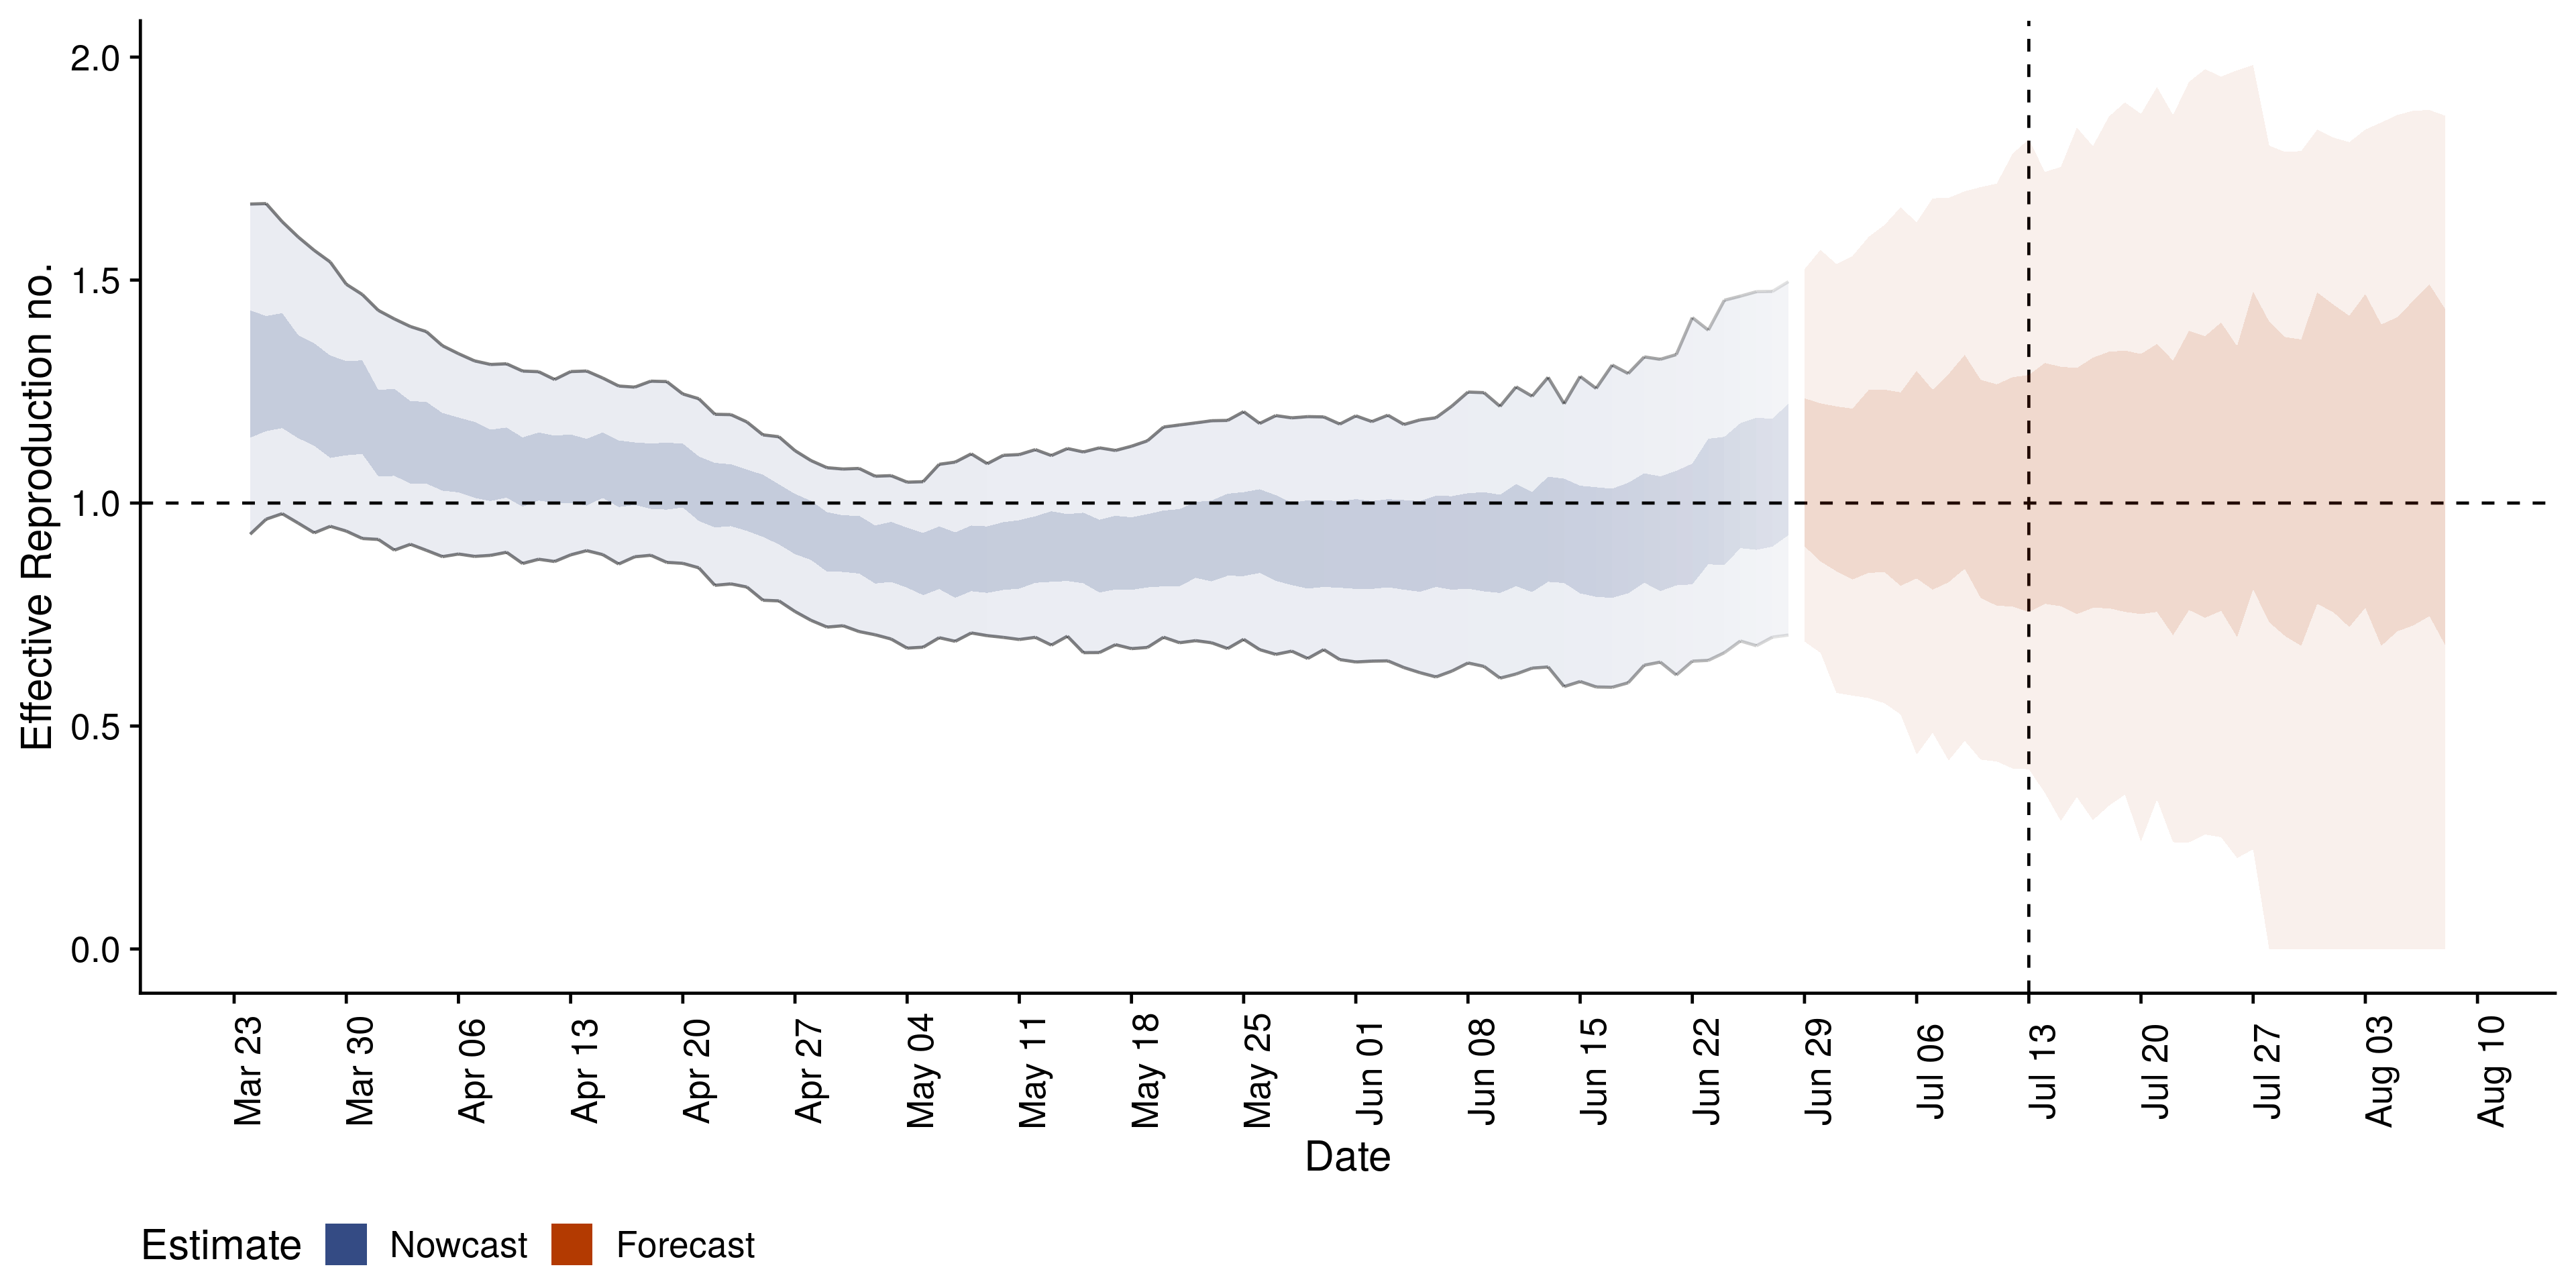 Effective Reproduction no.
2.0
1.5
1.0
0.5
0.0
Mar 23
Mar 30
Apr 06
Apr 13
Apr 20
Apr 27
May 04
May 11
May 18
May 25
Jun 01
Jun 08
Jun 15
Jun 22
Jun 29
Jul 06
Jul 13
Jul 20
Jul 27
Aug 03
Aug 10
Date
Estimate Nowcast Forecast